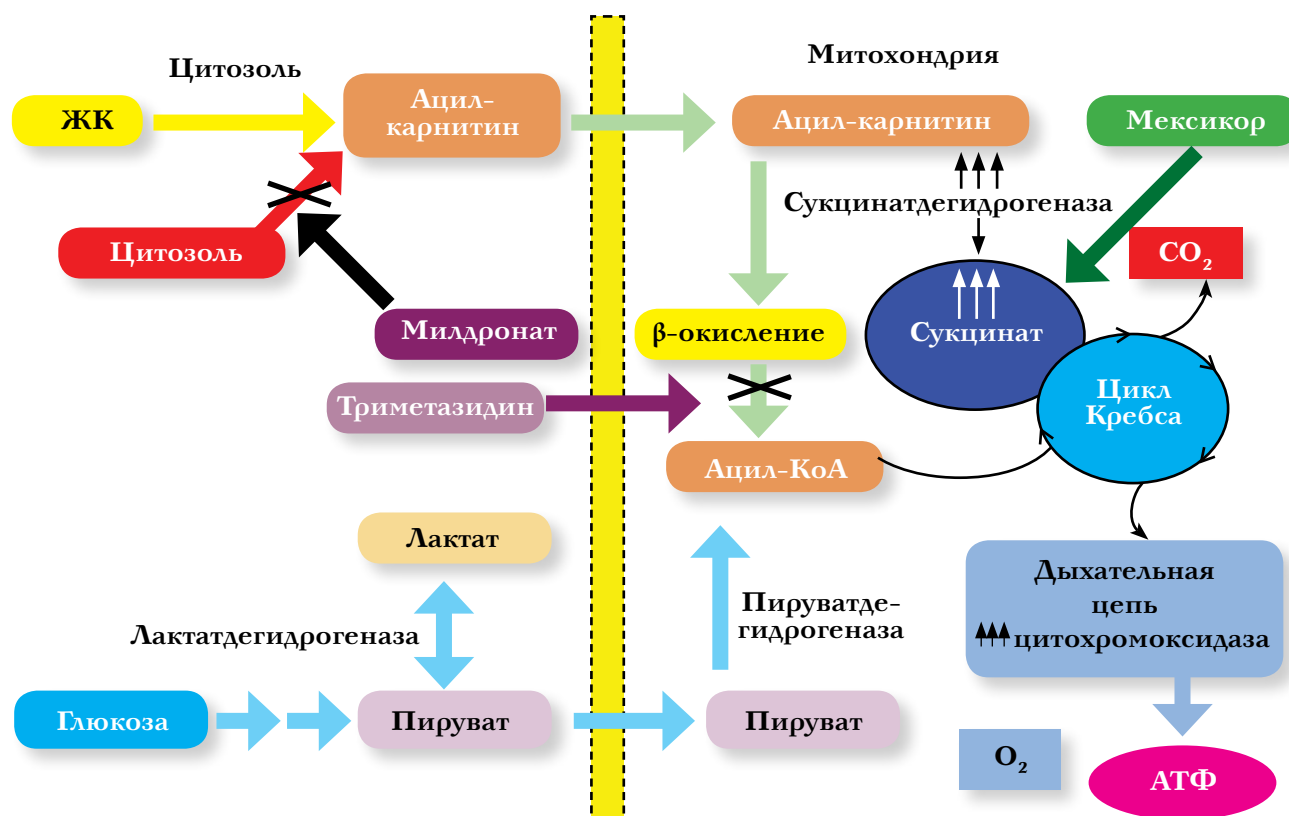 Цитозоль
Митохондрия
ЖК
Ацил-
карнитин
Ацил-карнитин
Мексикор
Сукцинатдегидрогеназа
Цитозоль
CO₂
Сукцинат
Милдронат
β-окисление
Триметазидин
Цикл
Кребса
Ацил-КоА
Лактат
Дыхательная
цепь
цитохромоксидаза
Пируватде-
гидрогеназа
Лактатдегидрогеназа
Глюкоза
Пируват
Пируват
O₂
АТФ